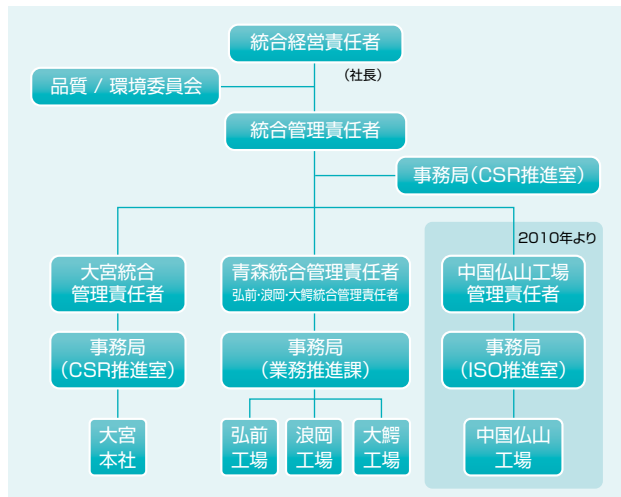 統合経営責任者
（社長）
品質 / 環境委員会
統合管理責任者
事務局（CSR推進室）
2010年より
大宮統合
管理責任者
青森統合管理責任者
弘前・浪岡・大鰐統合管理責任者
中国仏山工場
管理責任者
事務局
（CSR推進室）
事務局
（業務推進課）
事務局
（ISO推進室）
大宮
本社
弘前
工場
浪岡
工場
大鰐
工場
中国仏山
工場